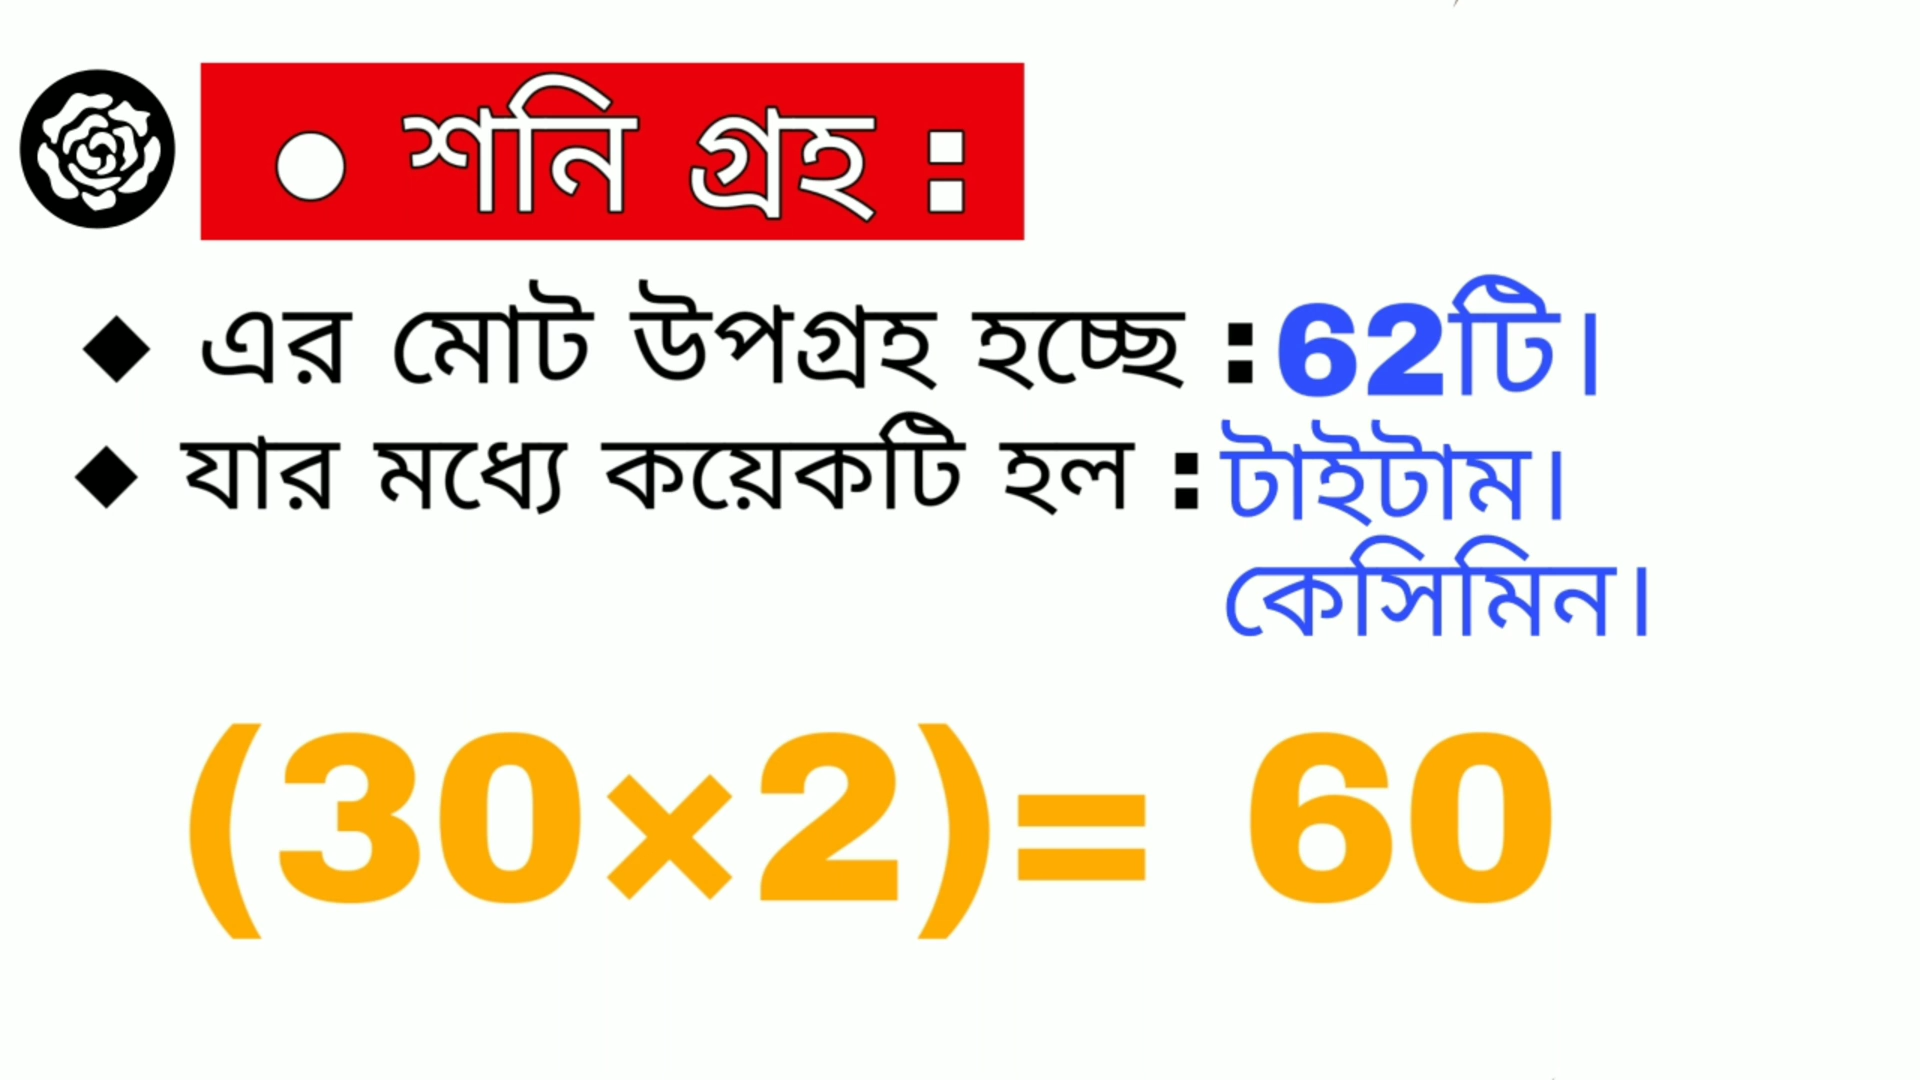 • শনি গ্রহ :
◆ এর মোট উপগ্রহ হচ্ছে :62টি।
◆ যার মধ্যে কয়েকটি হল :টাইটাম।
কেসিমিন।
(30×2)= 60